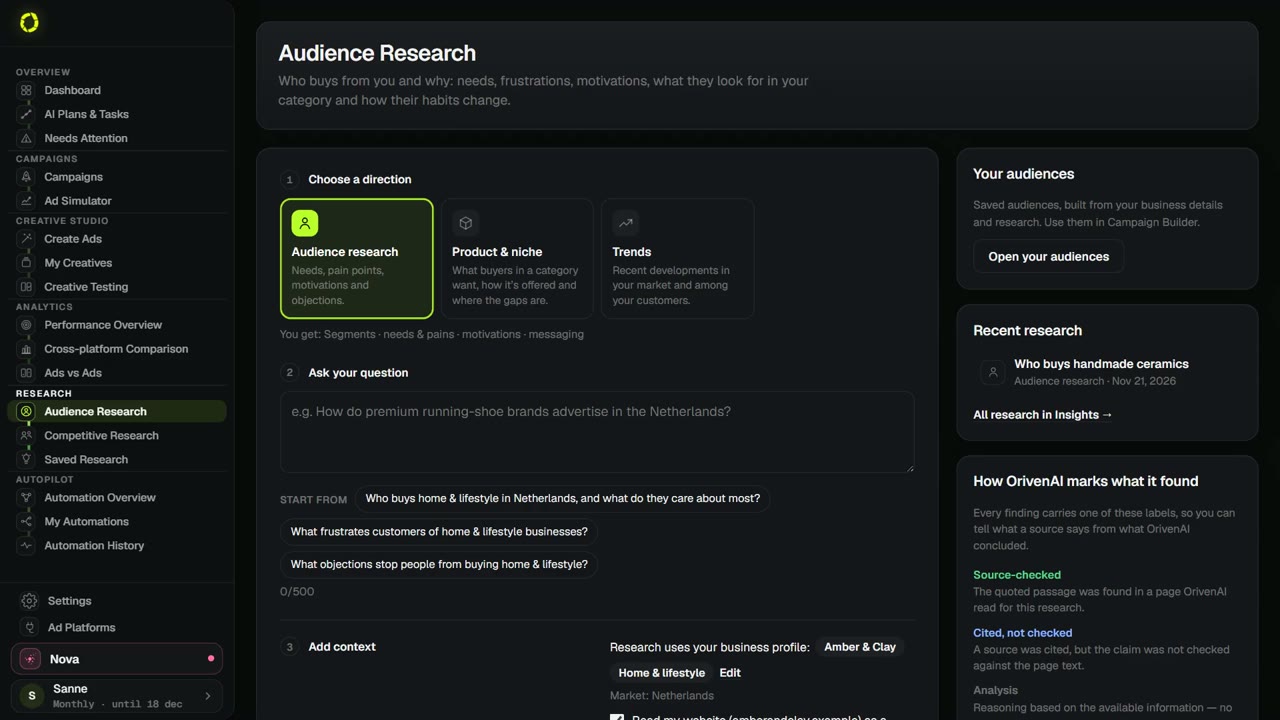 OVERVIEW
Dashboard
AI Plans & Tasks
Needs Attention
CAMPAIGNS
Campaigns
Ad Simulator
CREATIVE STUDIO
Create Ads
My Creatives
Creative Testing
ANALYTICS
Performance Overview
Cross-platform Comparison
Ads vs Ads
RESEARCH
Audience Research
Competitive Research
Saved Research
AUTOPILOT
Automation Overview
My Automations
Automation History
Settings
Ad Platforms
Nova
S
Sanne
Monthly · until 18 dec
Audience Research
Who buys from you and why: needs, frustrations, motivations, what they look for in your
category and how their habits change.
1 Choose a direction
Audience research
Needs, pain points,
motivations and
objections.
Product & niche
What buyers in a category
want, how it's offered and
where the gaps are.
Trends
Recent developments in
your market and among
your customers.
You get: Segments · needs & pains · motivations · messaging
2 Ask your question
e.g. How do premium running-shoe brands advertise in the Netherlands?
START FROM Who buys home & lifestyle in Netherlands, and what do they care about most?
What frustrates customers of home & lifestyle businesses?
What objections stop people from buying home & lifestyle?
0/500
3 Add context
Research uses your business profile: Amber & Clay
Home & lifestyle Edit
Market: Netherlands
Read my website (amberandclay.example) as a
Your audiences
Saved audiences, built from your business details
and research. Use them in Campaign Builder.
Open your audiences
Recent research
Who buys handmade ceramics
Audience research · Nov 21, 2026
All research in Insights →
How OrivenAI marks what it found
Every finding carries one of these labels, so you can
tell what a source says from what OrivenAI
concluded.
Source-checked
The quoted passage was found in a page OrivenAI
read for this research.
Cited, not checked
A source was cited, but the claim was not checked
against the page text.
Analysis
Reasoning based on the available information — no